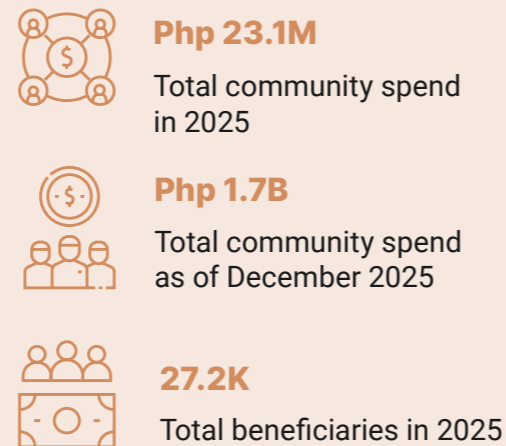 Php 23.1M
Total community spend
in 2025
Php 1.7B
Total community spend
as of December 2025
27.2K
Total beneficiaries in 2025